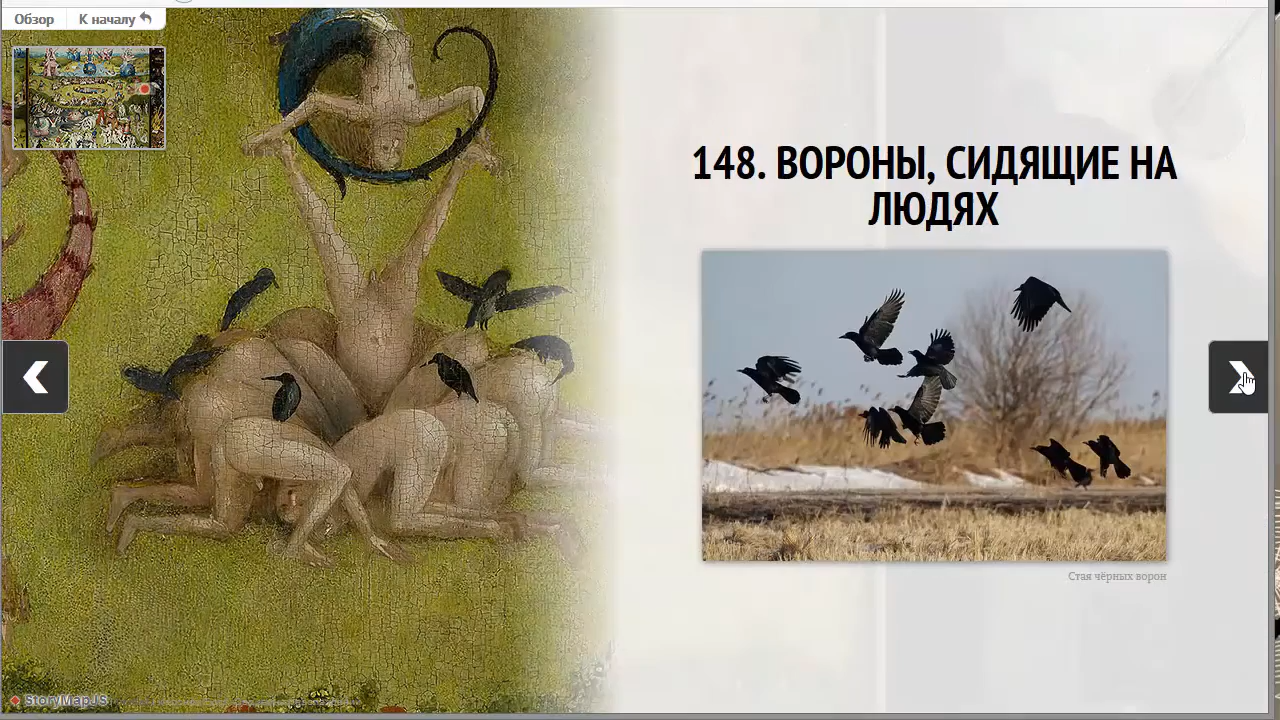 Обзор
К началу
148. ВОРОНЫ, СИДЯЩИЕ НА
ЛЮДЯХ
Стая чёрных ворон
StoryMapJS